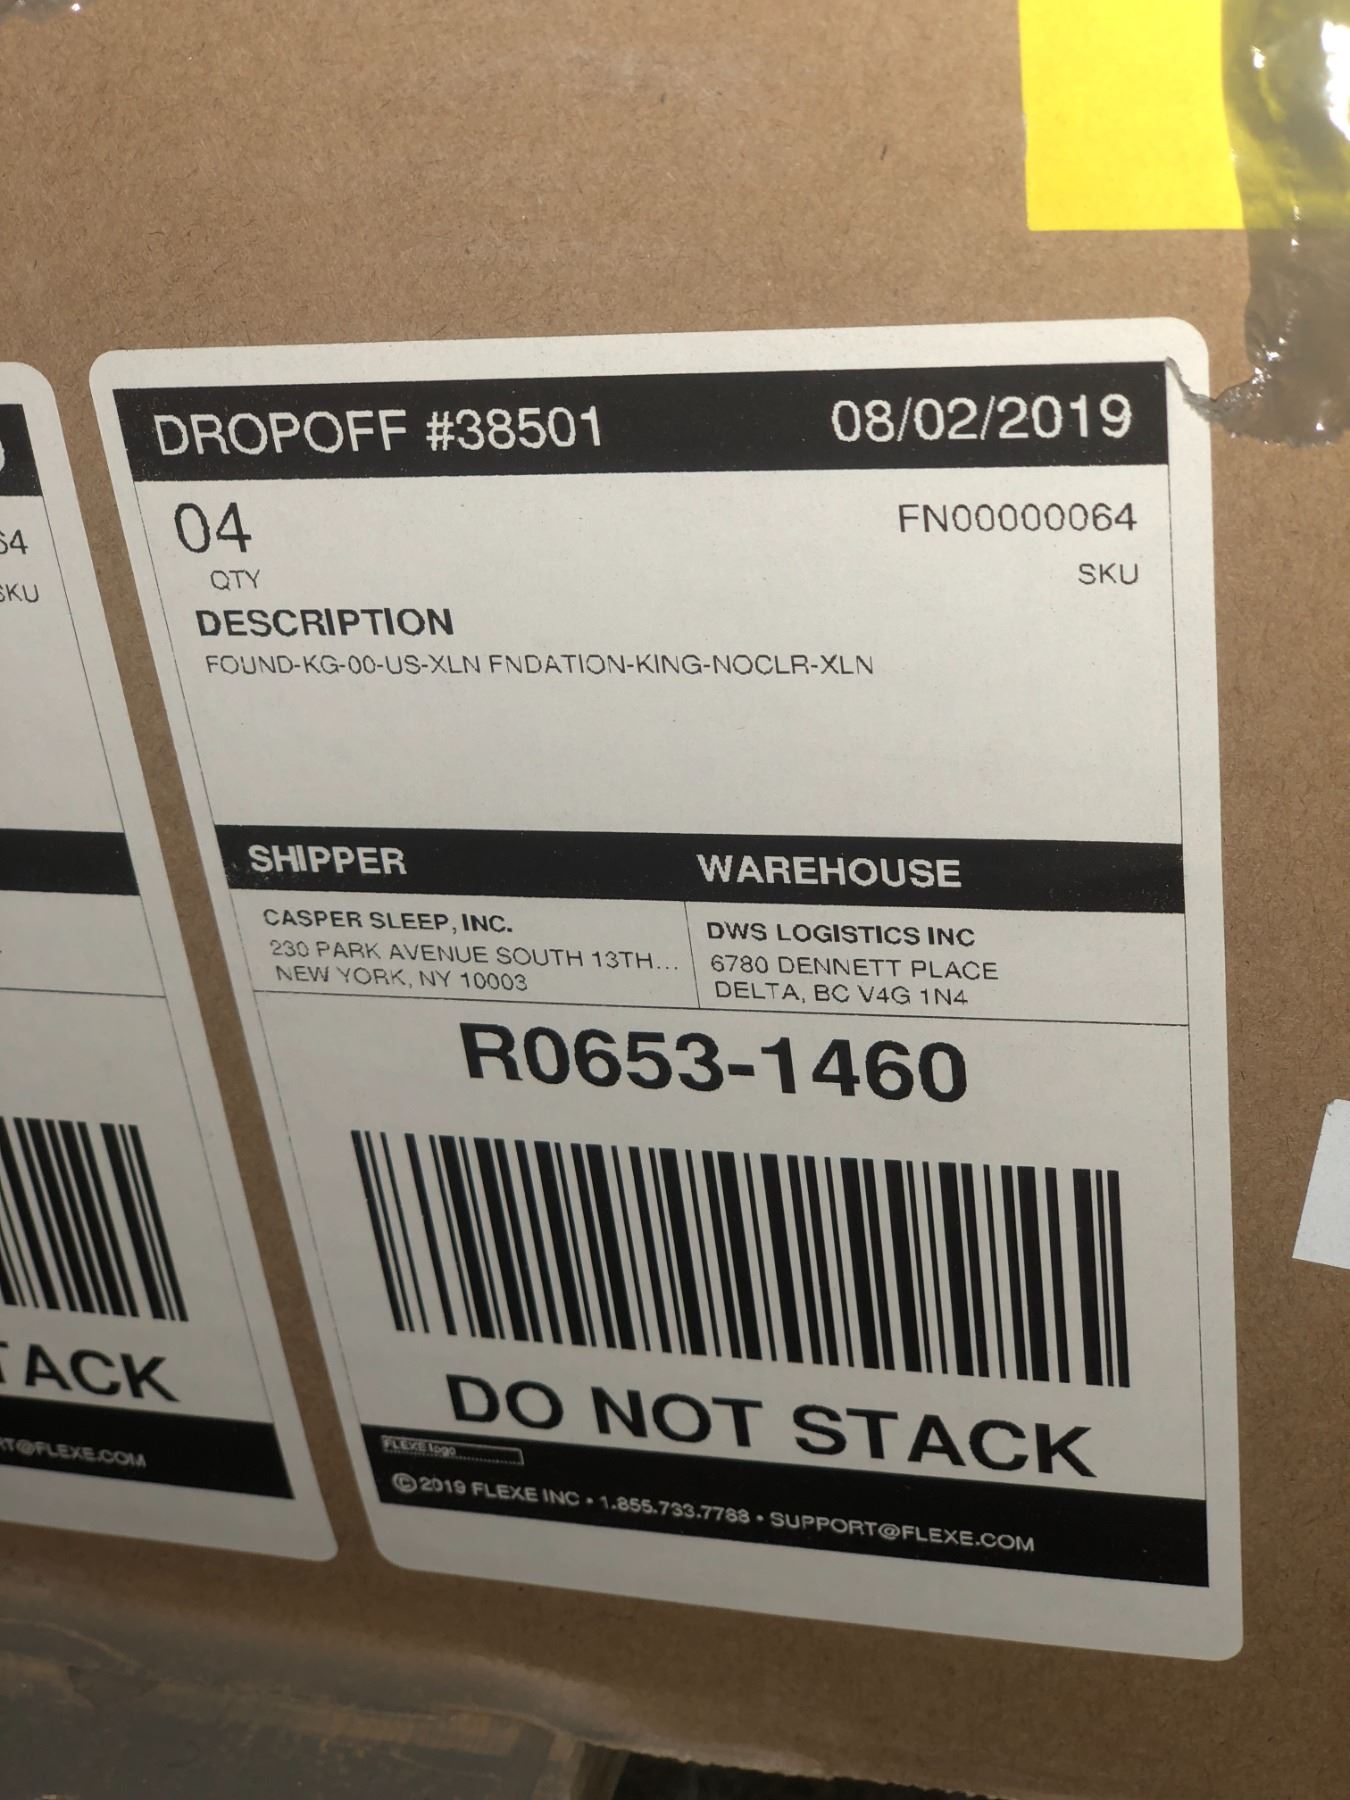 DROPOFF #38501 08/02/2019
04 FN00000064
QTY SKU
DESCRIPTION
FOUND-KG-00-US-XLN FNDATION-KING-NOCLR-XLN
SHIPPER WAREHOUSE
CASPER SLEEP, INC.
230 PARK AVENUE SOUTH 13TH...
NEW YORK, NY 10003
DWS LOGISTICS INC
6780 DENNETT PLACE
DELTA, BC V4G 1N4
R0653-1460
DO NOT STACK
FLEXE logo
© 2019 FLEXE INC • 1.855.733.7788 • SUPPORT@FLEXE.COM
64
SKU
TACK
RT@FLEXE.COM